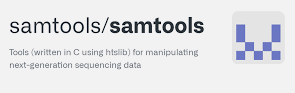 samtools/samtools
Tools (written in C using htslib) for manipulating
next-generation sequencing data